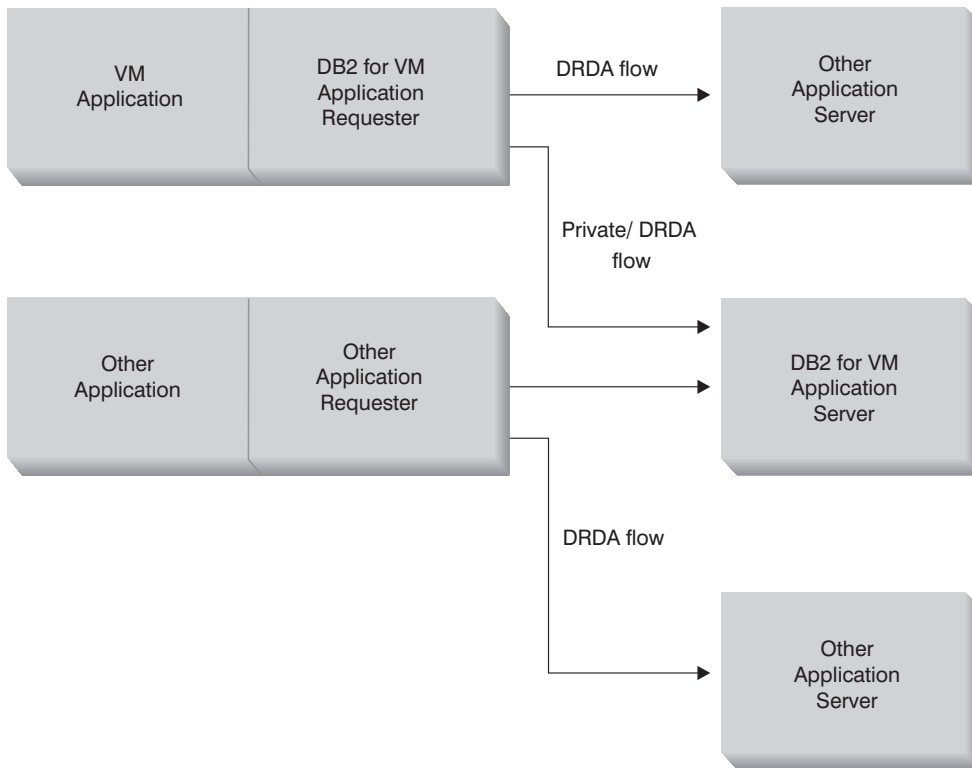 VM
Application
DB2 for VM
Application
Requester
DRDA flow
Other
Application
Server
Private/ DRDA
flow
Other
Application
Other
Application
Requester
DB2 for VM
Application
Server
DRDA flow
Other
Application
Server